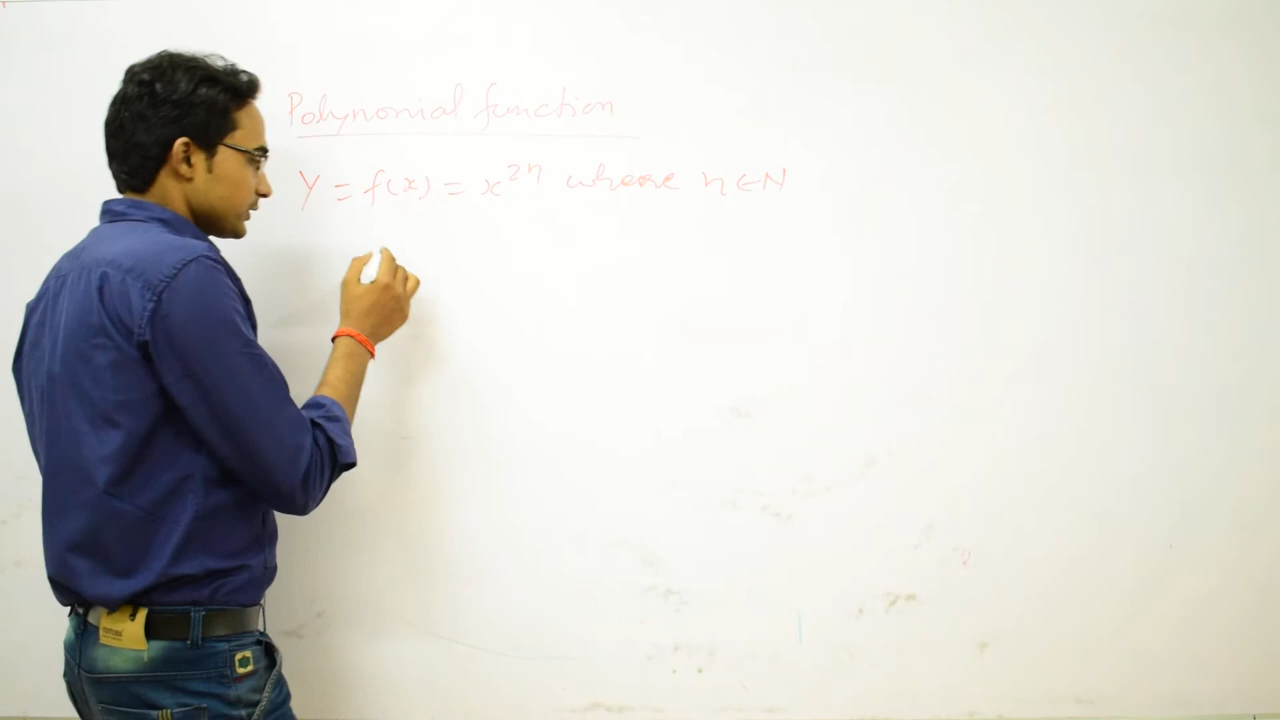 Polynomial function
Y = f(x) = x^{2n} where n ∈ N